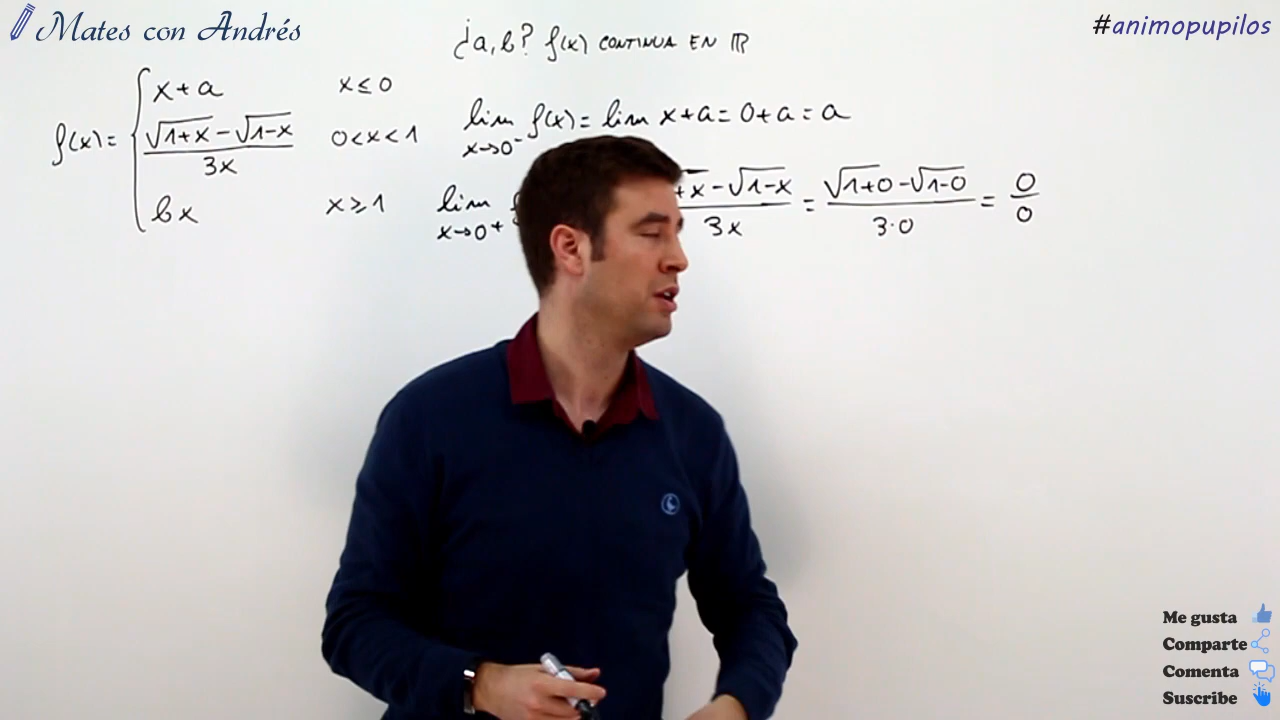 Mates con Andrés
#animopupilos
¿a, b? f(x) CONTINUA EN ℝ
f(x) = { x + a x ≤ 0
(√1+x − √1−x) / 3x 0 < x < 1
bx x ≥ 1
lim x→0⁻ f(x) = lim x + a = 0 + a = a
lim x→0⁺ + x − √1−x / 3x = (√1+0 − √1−0) / 3·0 = 0/0
Me gusta
Comparte
Comenta
Suscribe